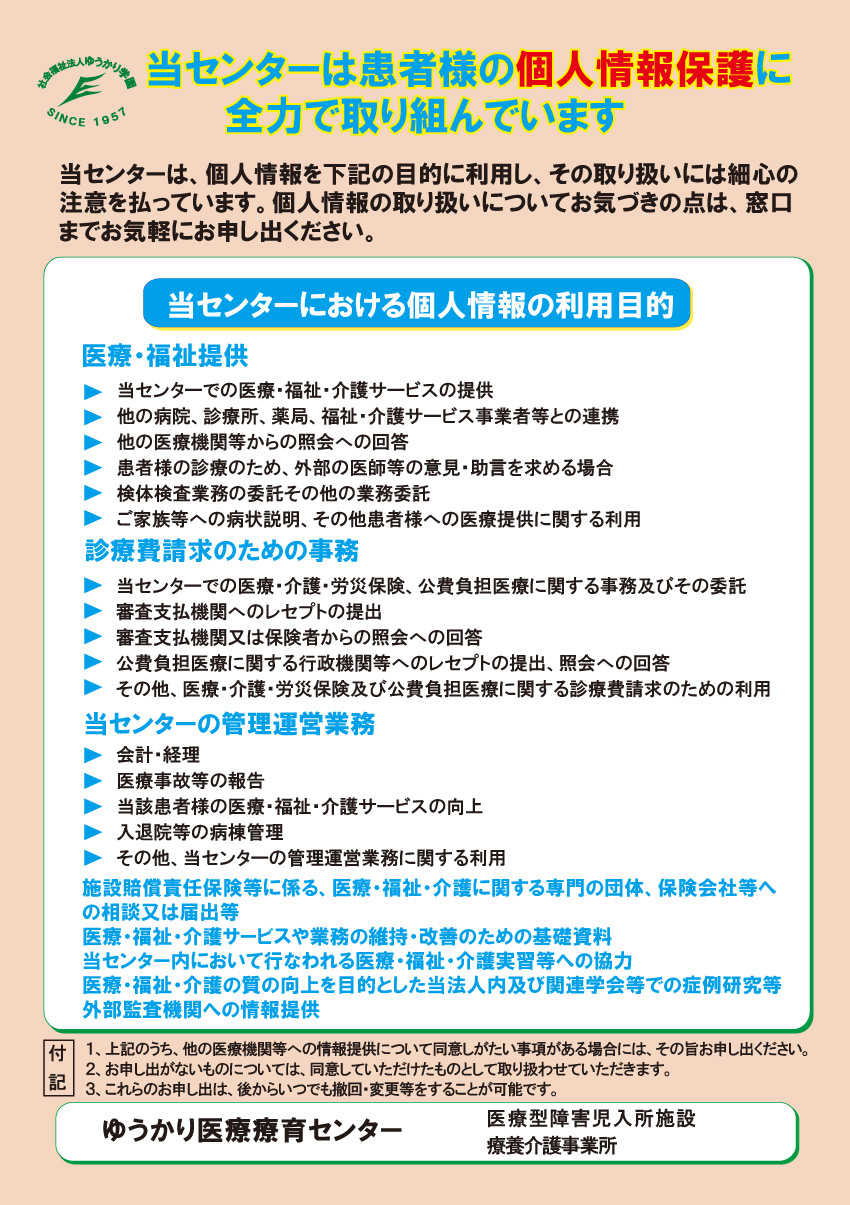 社会福祉法人ゆうかり学園
SINCE 1957
当センターは患者様の個人情報保護に
全力で取り組んでいます
当センターは、個人情報を下記の目的に利用し、その取り扱いには細心の
注意を払っています。個人情報の取り扱いについてお気づきの点は、窓口
までお気軽にお申し出ください。
当センターにおける個人情報の利用目的
医療・福祉提供
▶ 当センターでの医療・福祉・介護サービスの提供
▶ 他の病院、診療所、薬局、福祉・介護サービス事業者等との連携
▶ 他の医療機関等からの照会への回答
▶ 患者様の診療のため、外部の医師等の意見・助言を求める場合
▶ 検体検査業務の委託その他の業務委託
▶ ご家族等への病状説明、その他患者様への医療提供に関する利用
診療費請求のための事務
▶ 当センターでの医療・介護・労災保険、公費負担医療に関する事務及びその委託
▶ 審査支払機関へのレセプトの提出
▶ 審査支払機関又は保険者からの照会への回答
▶ 公費負担医療に関する行政機関等へのレセプトの提出、照会への回答
▶ その他、医療・介護・労災保険及び公費負担医療に関する診療費請求のための利用
当センターの管理運営業務
▶ 会計・経理
▶ 医療事故等の報告
▶ 当該患者様の医療・福祉・介護サービスの向上
▶ 入退院等の病棟管理
▶ その他、当センターの管理運営業務に関する利用
施設賠償責任保険等に係る、医療・福祉・介護に関する専門の団体、保険会社等へ
の相談又は届出等
医療・福祉・介護サービスや業務の維持・改善のための基礎資料
当センター内において行なわれる医療・福祉・介護実習等への協力
医療・福祉・介護の質の向上を目的とした当法人内及び関連学会等での症例研究等
外部監査機関への情報提供
付記
1、上記のうち、他の医療機関等への情報提供について同意しがたい事項がある場合には、その旨お申し出ください。
2、お申し出がないものについては、同意していただけたものとして取り扱わせていただきます。
3、これらのお申し出は、後からいつでも撤回・変更等をすることが可能です。
ゆうかり医療療育センター
医療型障害児入所施設
療養介護事業所